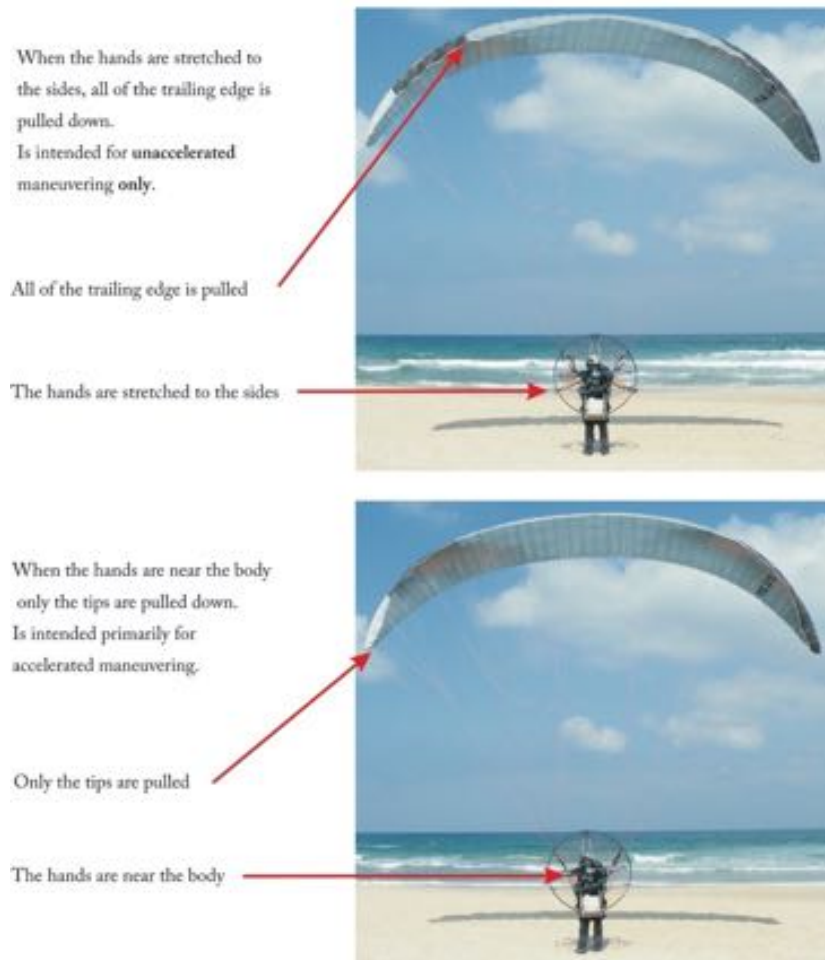 When the hands are stretched to
the sides, all of the trailing edge is
pulled down.
Is intended for unaccelerated
maneuvering only.
All of the trailing edge is pulled
The hands are stretched to the sides
When the hands are near the body
only the tips are pulled down.
Is intended primarily for
accelerated maneuvering.
Only the tips are pulled
The hands are near the body